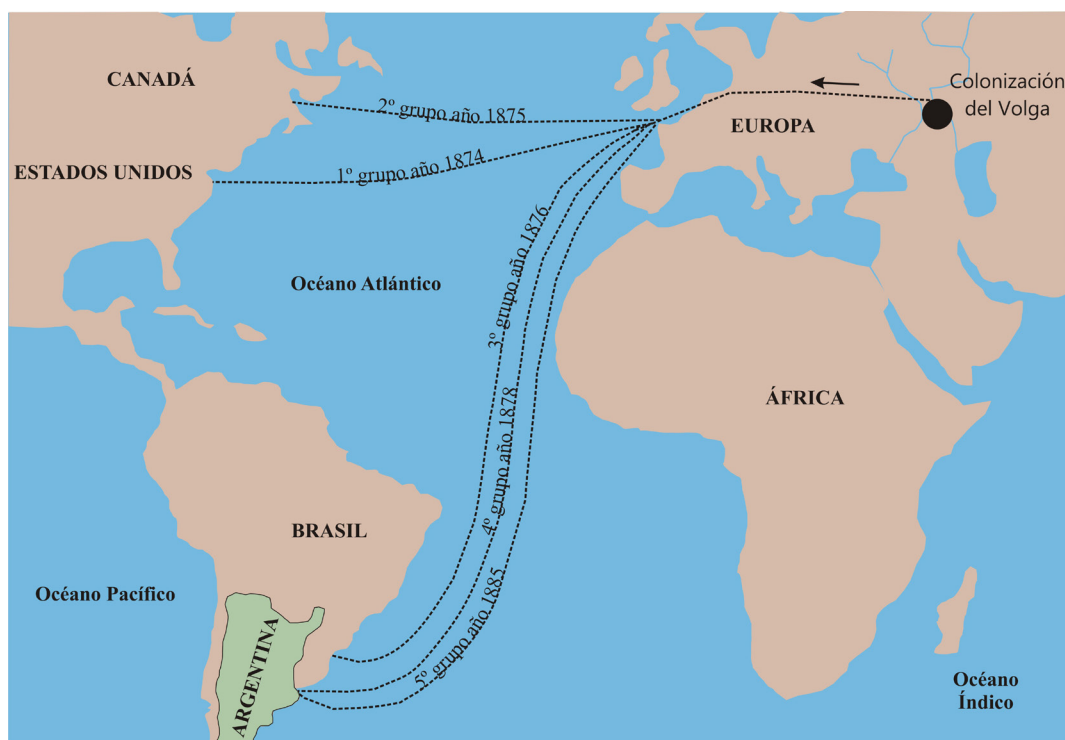 CANADÁ
2º grupo año 1875
Colonización
del Volga
EUROPA
ESTADOS UNIDOS
1º grupo año 1874
3º grupo año 1876
Océano Atlántico
ÁFRICA
4º grupo año 1878
BRASIL
Océano Pacífico
5º grupo año 1885
ARGENTINA
Océano
Índico